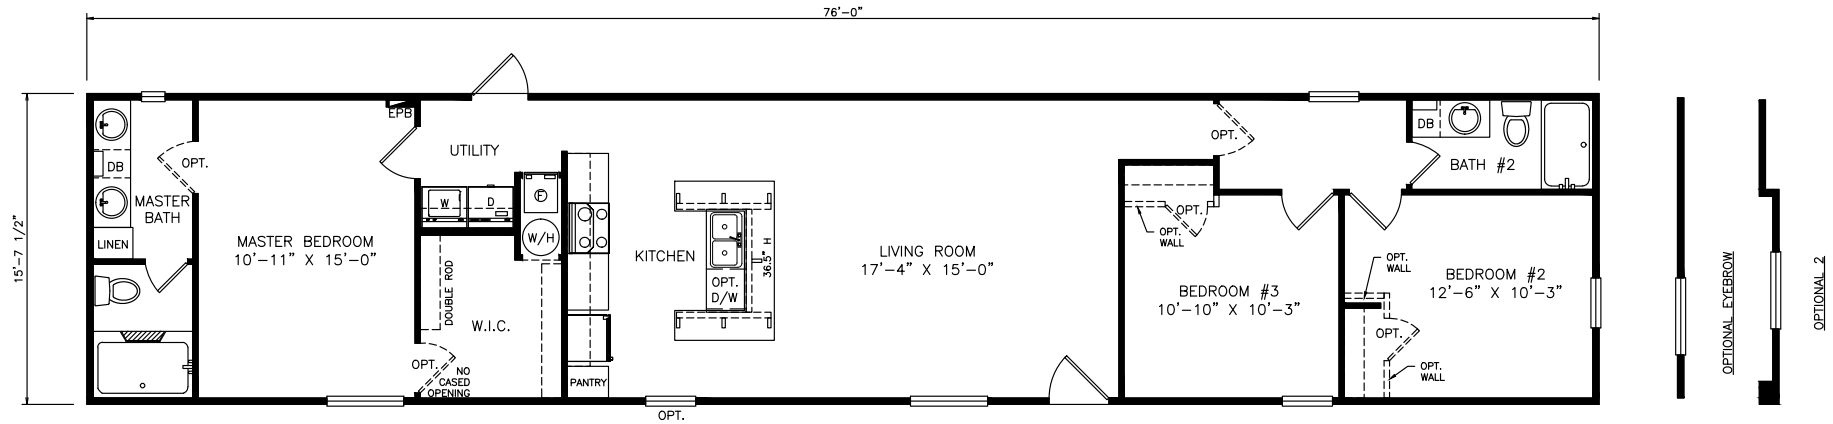 76'-0"
15'-7 1/2"
EPB
DB
OPT.
MASTER
BATH
LINEN
MASTER BEDROOM
10'-11" X 15'-0"
UTILITY
W
D
F
W/H
DOUBLE ROD
W.I.C.
OPT.
NO
CASED
OPENING
PANTRY
KITCHEN
OPT.
D/W
36.5" H
OPT.
LIVING ROOM
17'-4" X 15'-0"
OPT.
OPT.
OPT.
WALL
BEDROOM #3
10'-10" X 10'-3"
DB
BATH #2
OPT.
WALL
BEDROOM #2
12'-6" X 10'-3"
OPT.
OPT.
WALL
OPTIONAL EYEBROW
OPTIONAL 2